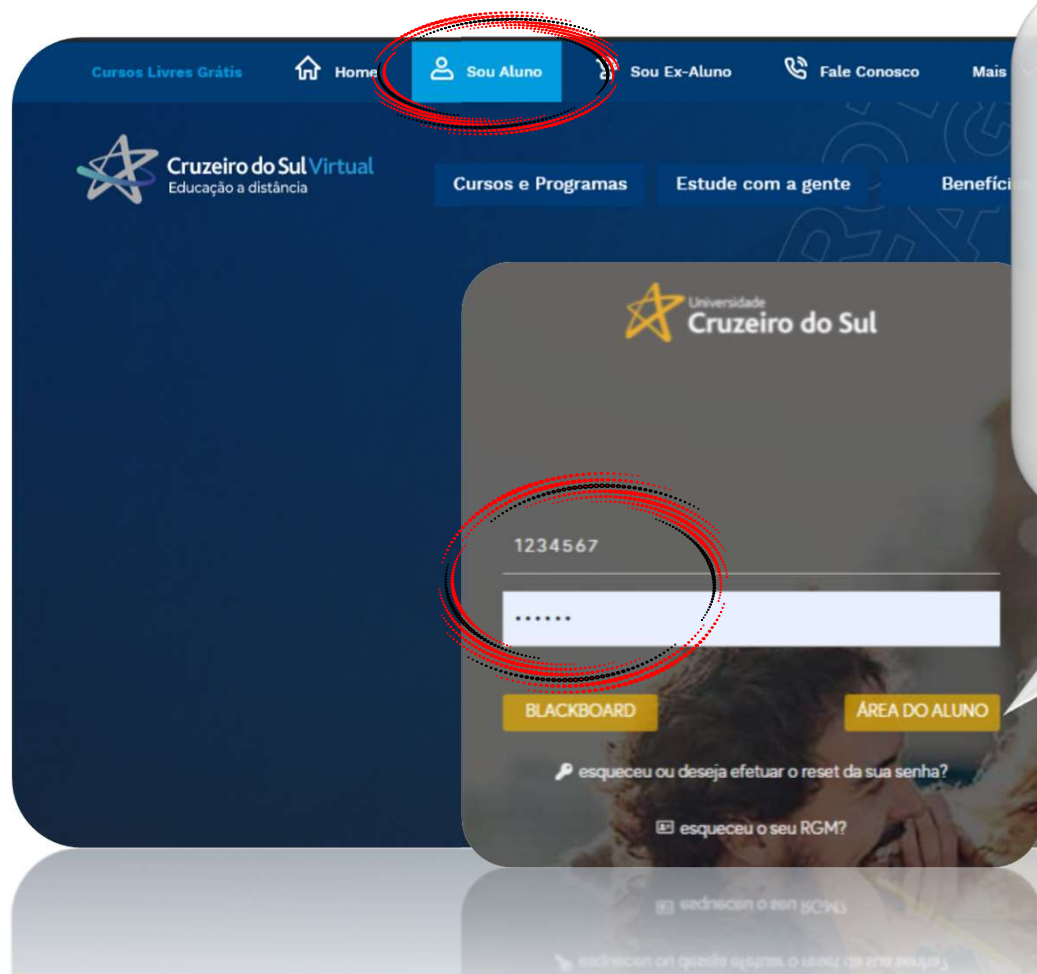 Cursos Livres Grátis Home Sou Aluno Sou Ex-Aluno Fale Conosco Mais
Cruzeiro do Sul Virtual
Educação a distância
Cursos e Programas Estude com a gente
Universidade
Cruzeiro do Sul
1234567
••••••
BLACKBOARD ÁREA DO ALUNO
esqueceu ou deseja efetuar o reset da sua senha?
esqueceu o seu RGM?